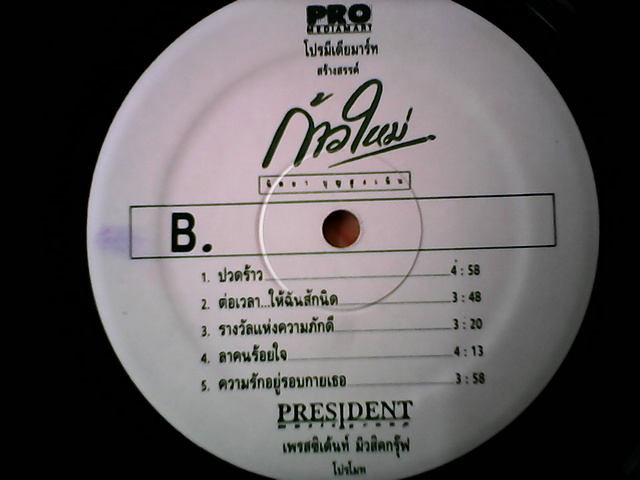 PRO
MEDIAMART
โปรมีเดียมาร์ท
สร้างสรรค์
ก้าวใหม่
B.
1. ปวดร้าว 4:58
2. ต่อเวลา...ให้ฉันสักนิด 3:48
3. รางวัลแห่งความภักดี 3:20
4. ลาคนร้อยใจ 4:13
5. ความรักอยู่รอบกายเธอ 3:58
PRESIDENT
เพรสซิเด้นท์ มิวสิคกรุ๊ฟ
โปรโมท